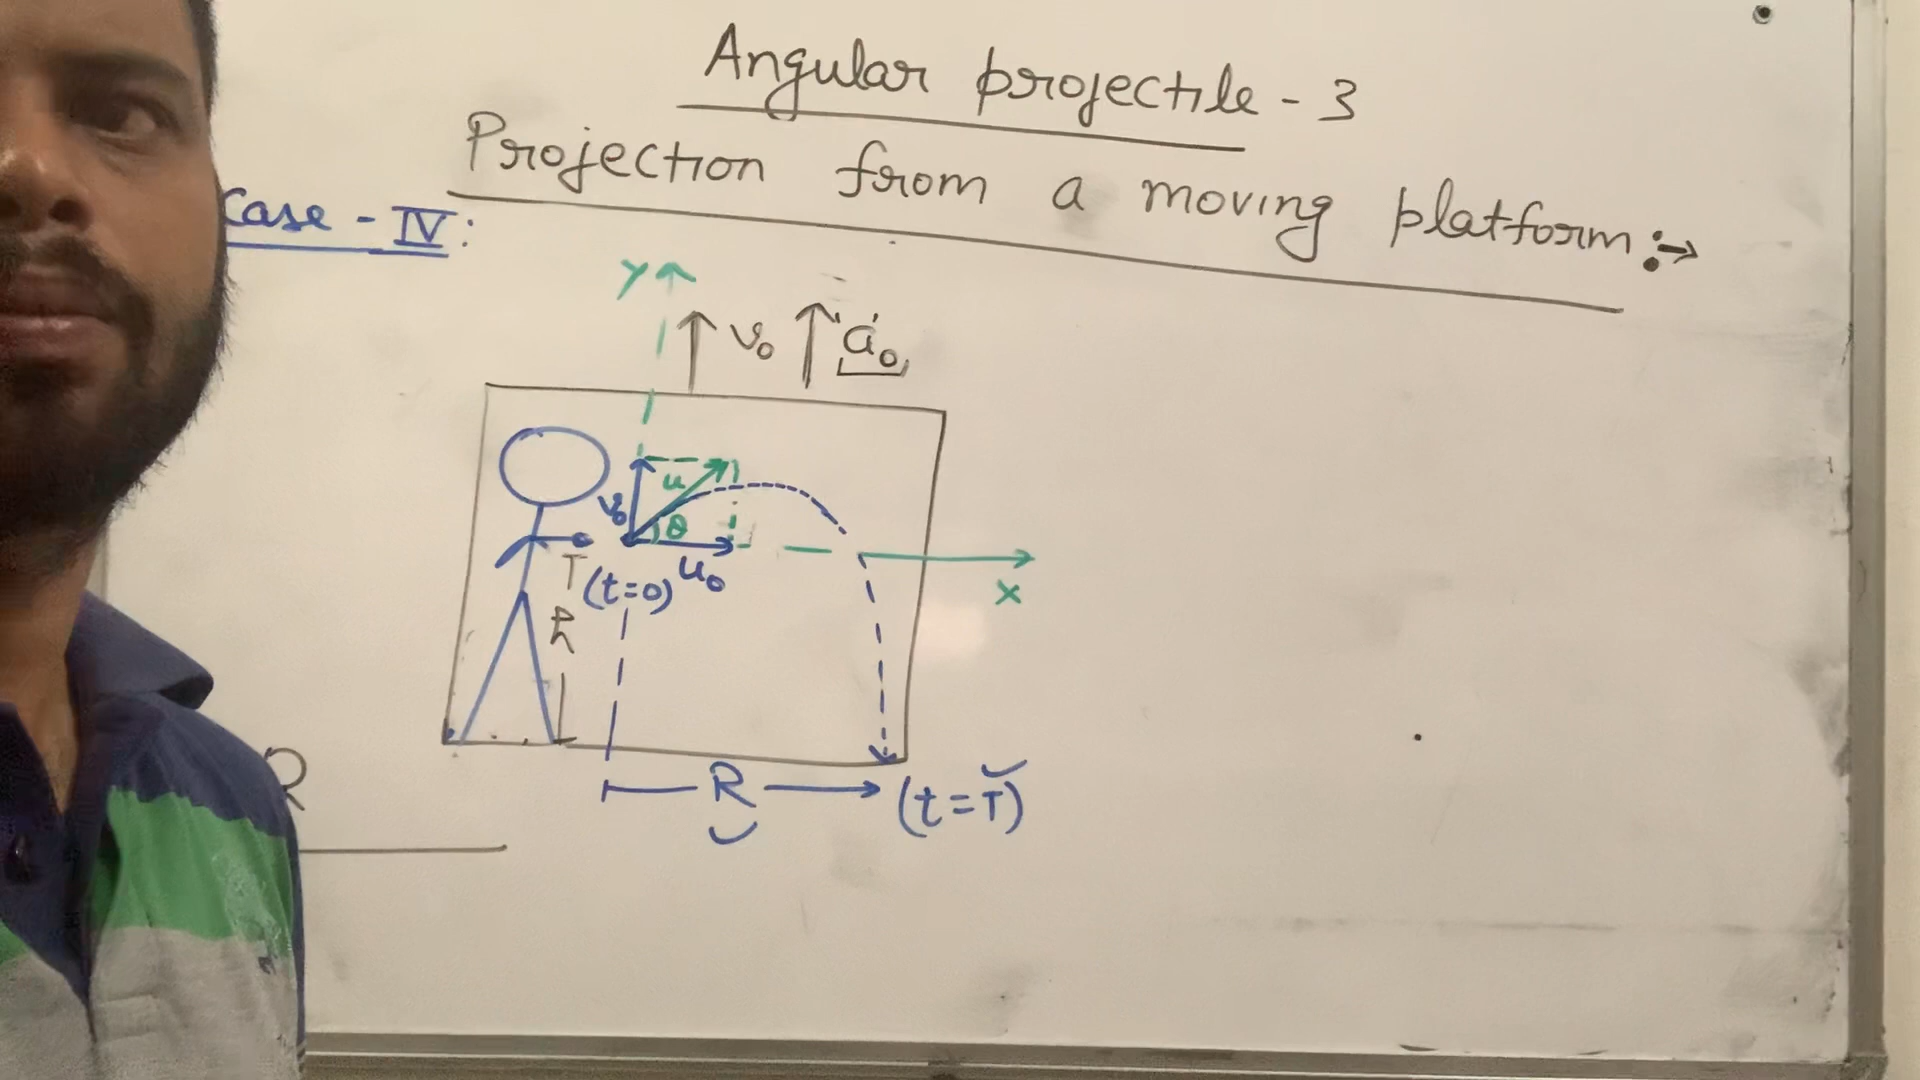 Angular projectile - 3
Projection from a moving platform :→
Case - IV :
y
v₀ a₀
u
v₀ θ
u₀
(t=0)
h
x
R
R (t=T)